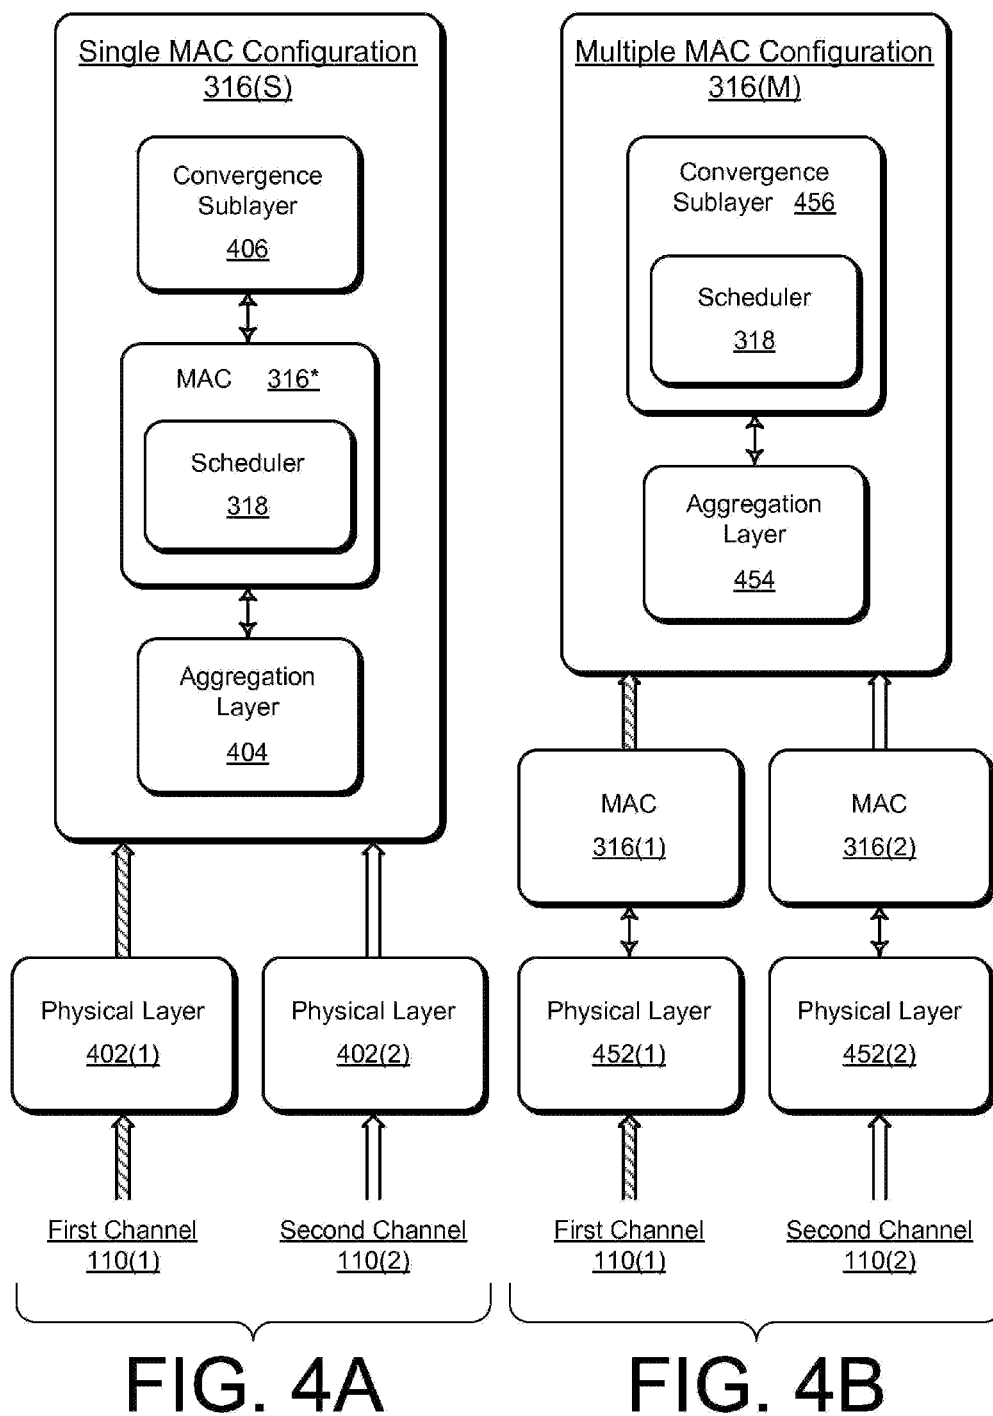 Single MAC Configuration
316(S)
Convergence
Sublayer
406
MAC 316*
Scheduler
318
Aggregation
Layer
404
Physical Layer
402(1)
Physical Layer
402(2)
First Channel
110(1)
Second Channel
110(2)
FIG. 4A
Multiple MAC Configuration
316(M)
Convergence
Sublayer 456
Scheduler
318
Aggregation
Layer
454
MAC
316(1)
MAC
316(2)
Physical Layer
452(1)
Physical Layer
452(2)
First Channel
110(1)
Second Channel
110(2)
FIG. 4B